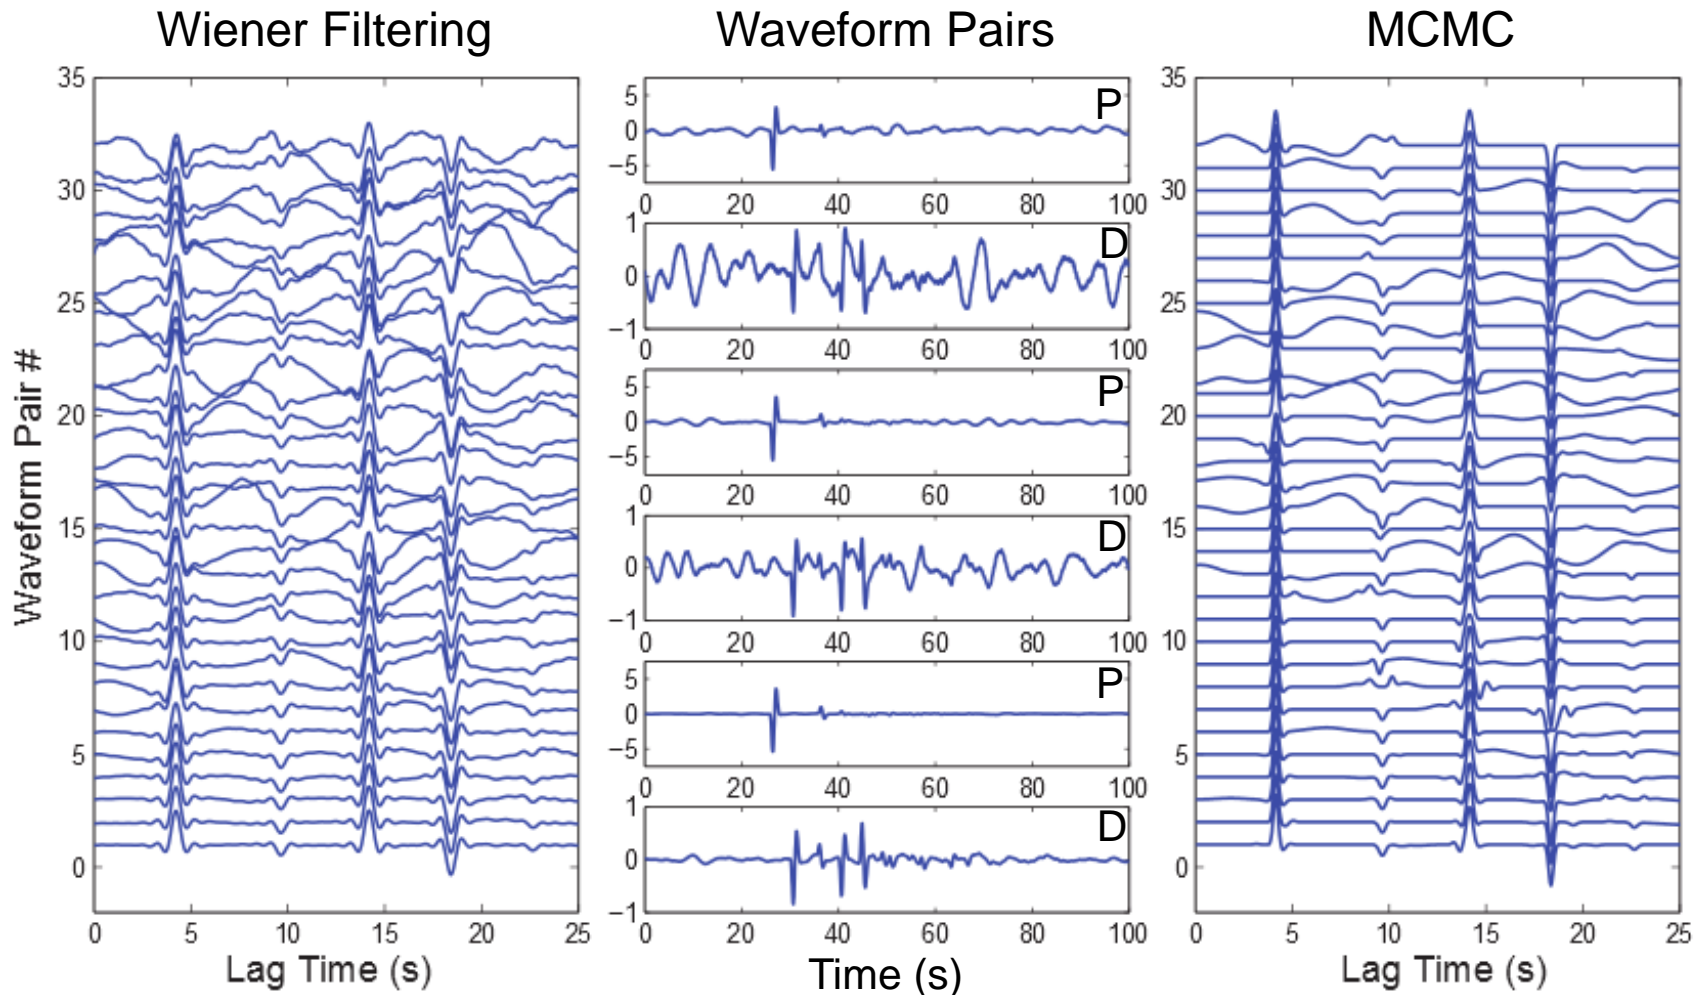 Wiener Filtering
Waveform Pairs
MCMC
Waveform Pair #
35
30
25
20
15
10
5
0
0 5 10 15 20 25
Lag Time (s)
5
0
−5
P
0 20 40 60 80 100
1
0
−1
D
0 20 40 60 80 100
5
0
−5
P
0 20 40 60 80 100
1
0
−1
D
0 20 40 60 80 100
5
0
−5
P
0 20 40 60 80 100
1
0
−1
D
0 20 40 60 80 100
Time (s)
35
30
25
20
15
10
5
0
0 5 10 15 20 25
Lag Time (s)